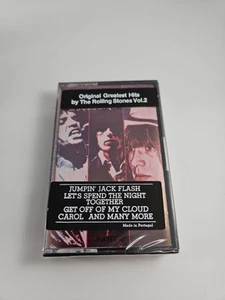 Original Greatest Hits
by The Rolling Stones Vol.2
JUMPIN' JACK FLASH
LET'S SPEND THE NIGHT
TOGETHER
GET OFF OF MY CLOUD
CAROL AND MANY MORE
Made in Portugal